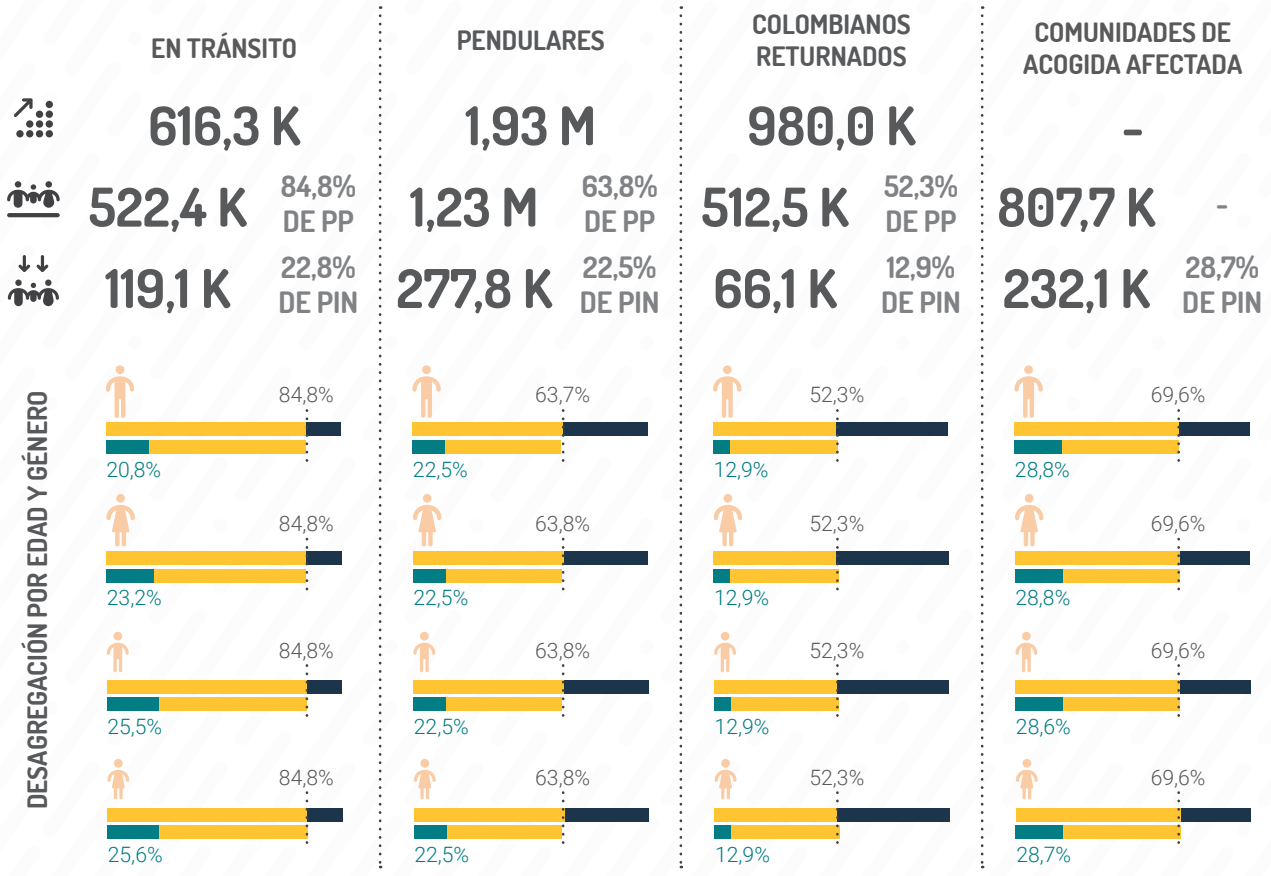 EN TRÁNSITO
616,3 K
522,4 K
84,8%
DE PP
119,1 K
22,8%
DE PIN
PENDULARES
1,93 M
1,23 M
63,8%
DE PP
277,8 K
22,5%
DE PIN
COLOMBIANOS
RETURNADOS
980,0 K
512,5 K
52,3%
DE PP
66,1 K
12,9%
DE PIN
COMUNIDADES DE
ACOGIDA AFECTADA
-
807,7 K
-
232,1 K
28,7%
DE PIN
DESAGREGACIÓN POR EDAD Y GÉNERO
84,8%
20,8%
63,7%
22,5%
52,3%
12,9%
69,6%
28,8%
84,8%
23,2%
63,8%
22,5%
52,3%
12,9%
69,6%
28,8%
84,8%
25,5%
63,8%
22,5%
52,3%
12,9%
69,6%
28,6%
84,8%
25,6%
63,8%
22,5%
52,3%
12,9%
69,6%
28,7%